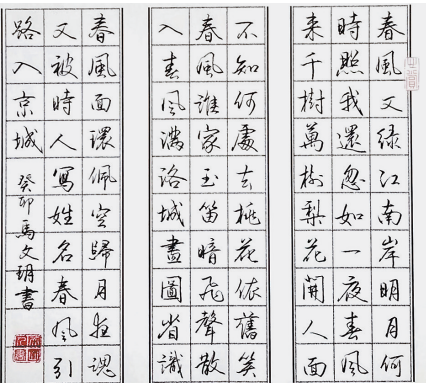 春風又綠江南岸明月何
時照我還忽如一夜春風
来千樹萬樹梨花開人面
不知何處去桃花依舊笑
春風誰家玉笛暗飛聲散
入春風滿洛城畫圖省識
春風面環佩空歸月夜魂
又被時人寫姓名春風引
路入京城
癸卯馬文玥書